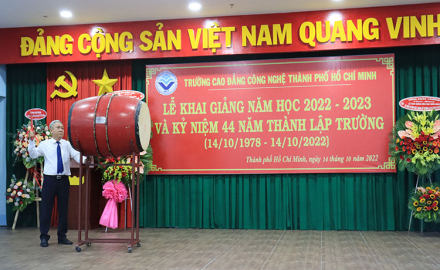 ĐẢNG CỘNG SẢN VIỆT NAM QUANG VINH
TRƯỜNG CAO ĐẲNG CÔNG NGHỆ THÀNH PHỐ HỒ CHÍ MINH
LỄ KHAI GIẢNG NĂM HỌC 2022 - 2023
VÀ KỶ NIỆM 44 NĂM THÀNH LẬP TRƯỜNG
(14/10/1978 - 14/10/2022)
Thành phố Hồ Chí Minh, ngày 14 tháng 10 năm 2022